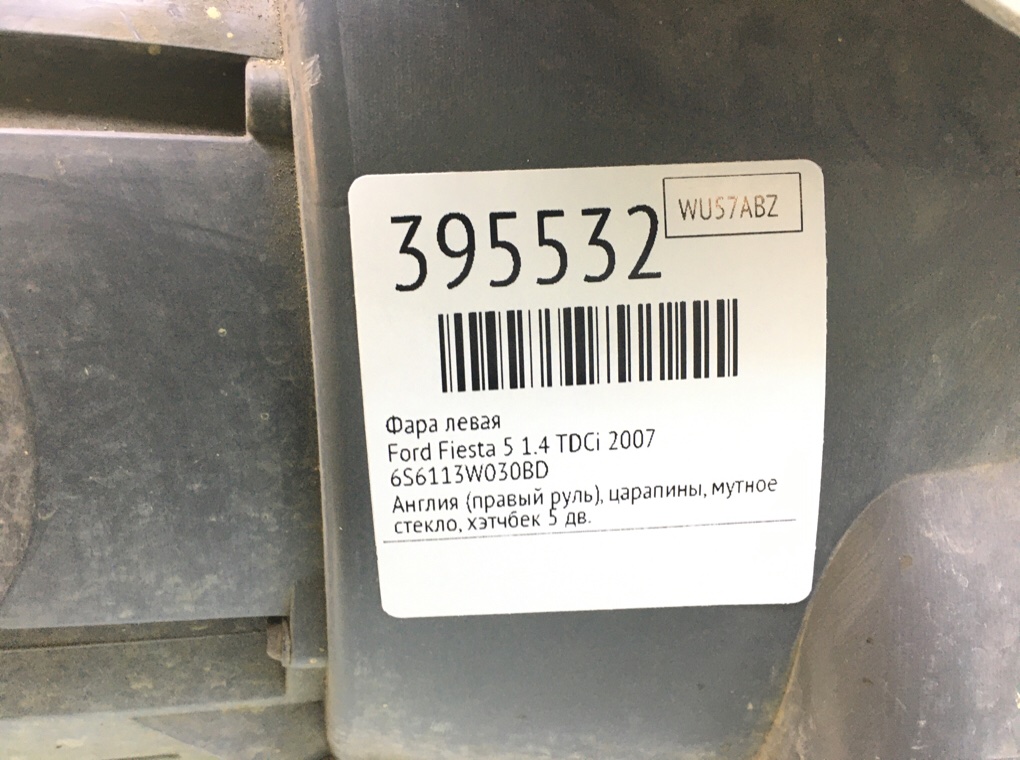 395532
WU57ABZ
Фара левая
Ford Fiesta 5 1.4 TDCi 2007
6S6113W030BD
Англия (правый руль), царапины, мутное
стекло, хэтчбек 5 дв.